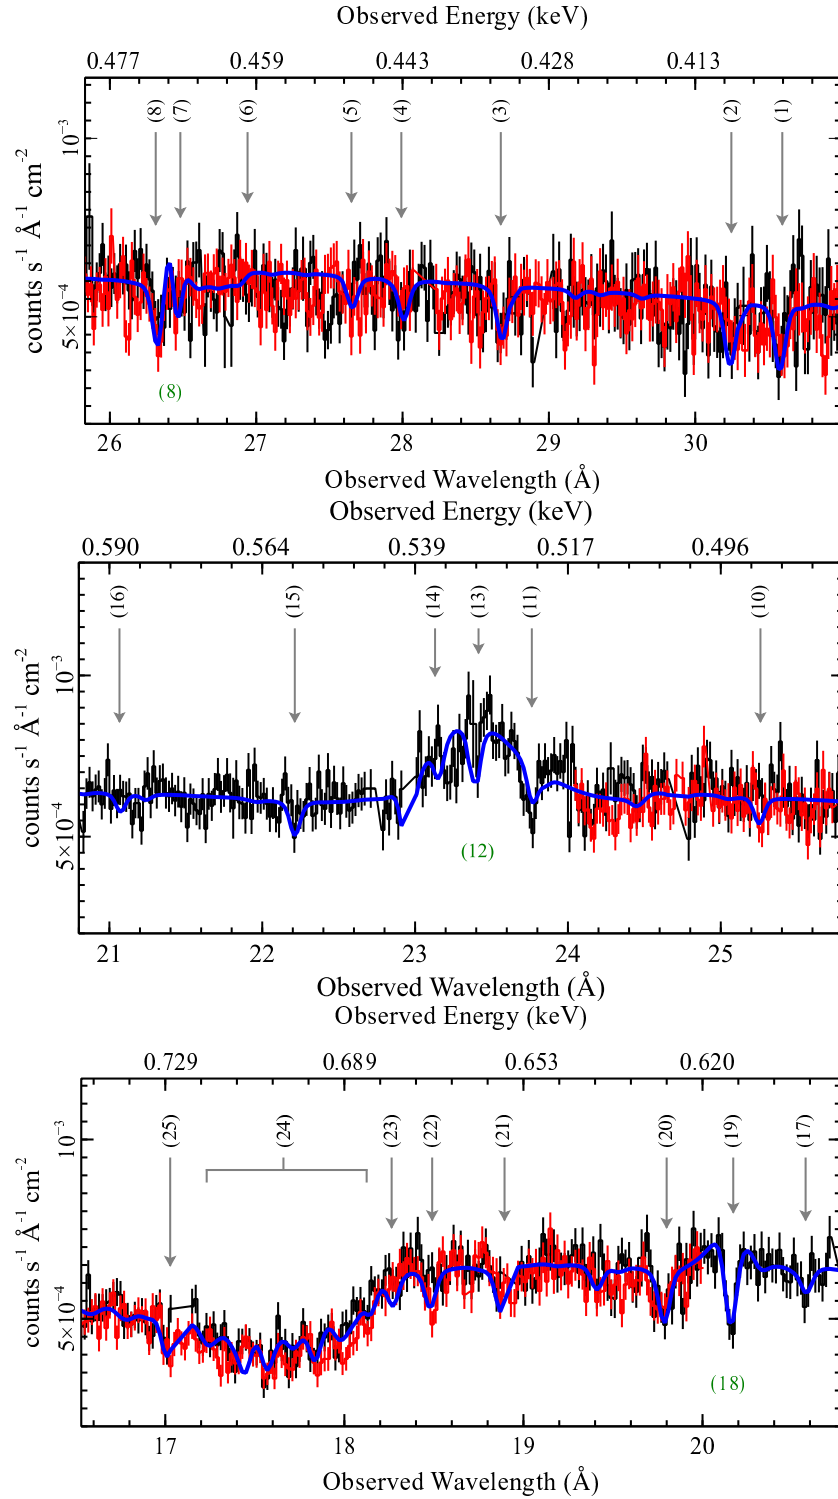 Observed Energy (keV)
0.477 0.459 0.443 0.428 0.413
(8) (7) (6) (5) (4) (3) (2) (1)
10⁻³
5×10⁻⁴
counts s⁻¹ Å⁻¹ cm⁻²
(8)
26 27 28 29 30
Observed Wavelength (Å)
Observed Energy (keV)
0.590 0.564 0.539 0.517 0.496
(16) (15) (14) (13) (11) (10)
10⁻³
5×10⁻⁴
counts s⁻¹ Å⁻¹ cm⁻²
(12)
21 22 23 24 25
Observed Wavelength (Å)
Observed Energy (keV)
0.729 0.689 0.653 0.620
(25) (24) (23) (22) (21) (20) (19) (17)
10⁻³
5×10⁻⁴
counts s⁻¹ Å⁻¹ cm⁻²
(18)
17 18 19 20
Observed Wavelength (Å)